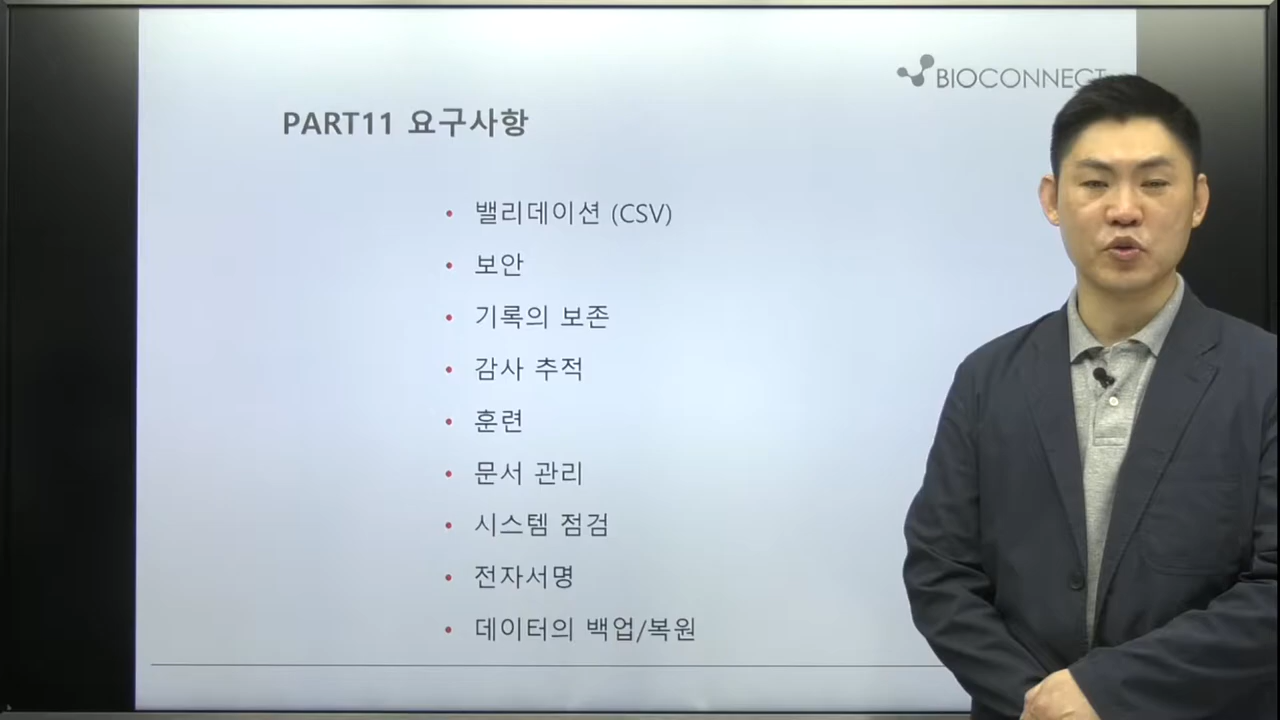 BIOCONNECT
PART11 요구사항
밸리데이션 (CSV)
보안
기록의 보존
감사 추적
훈련
문서 관리
시스템 점검
전자서명
데이터의 백업/복원